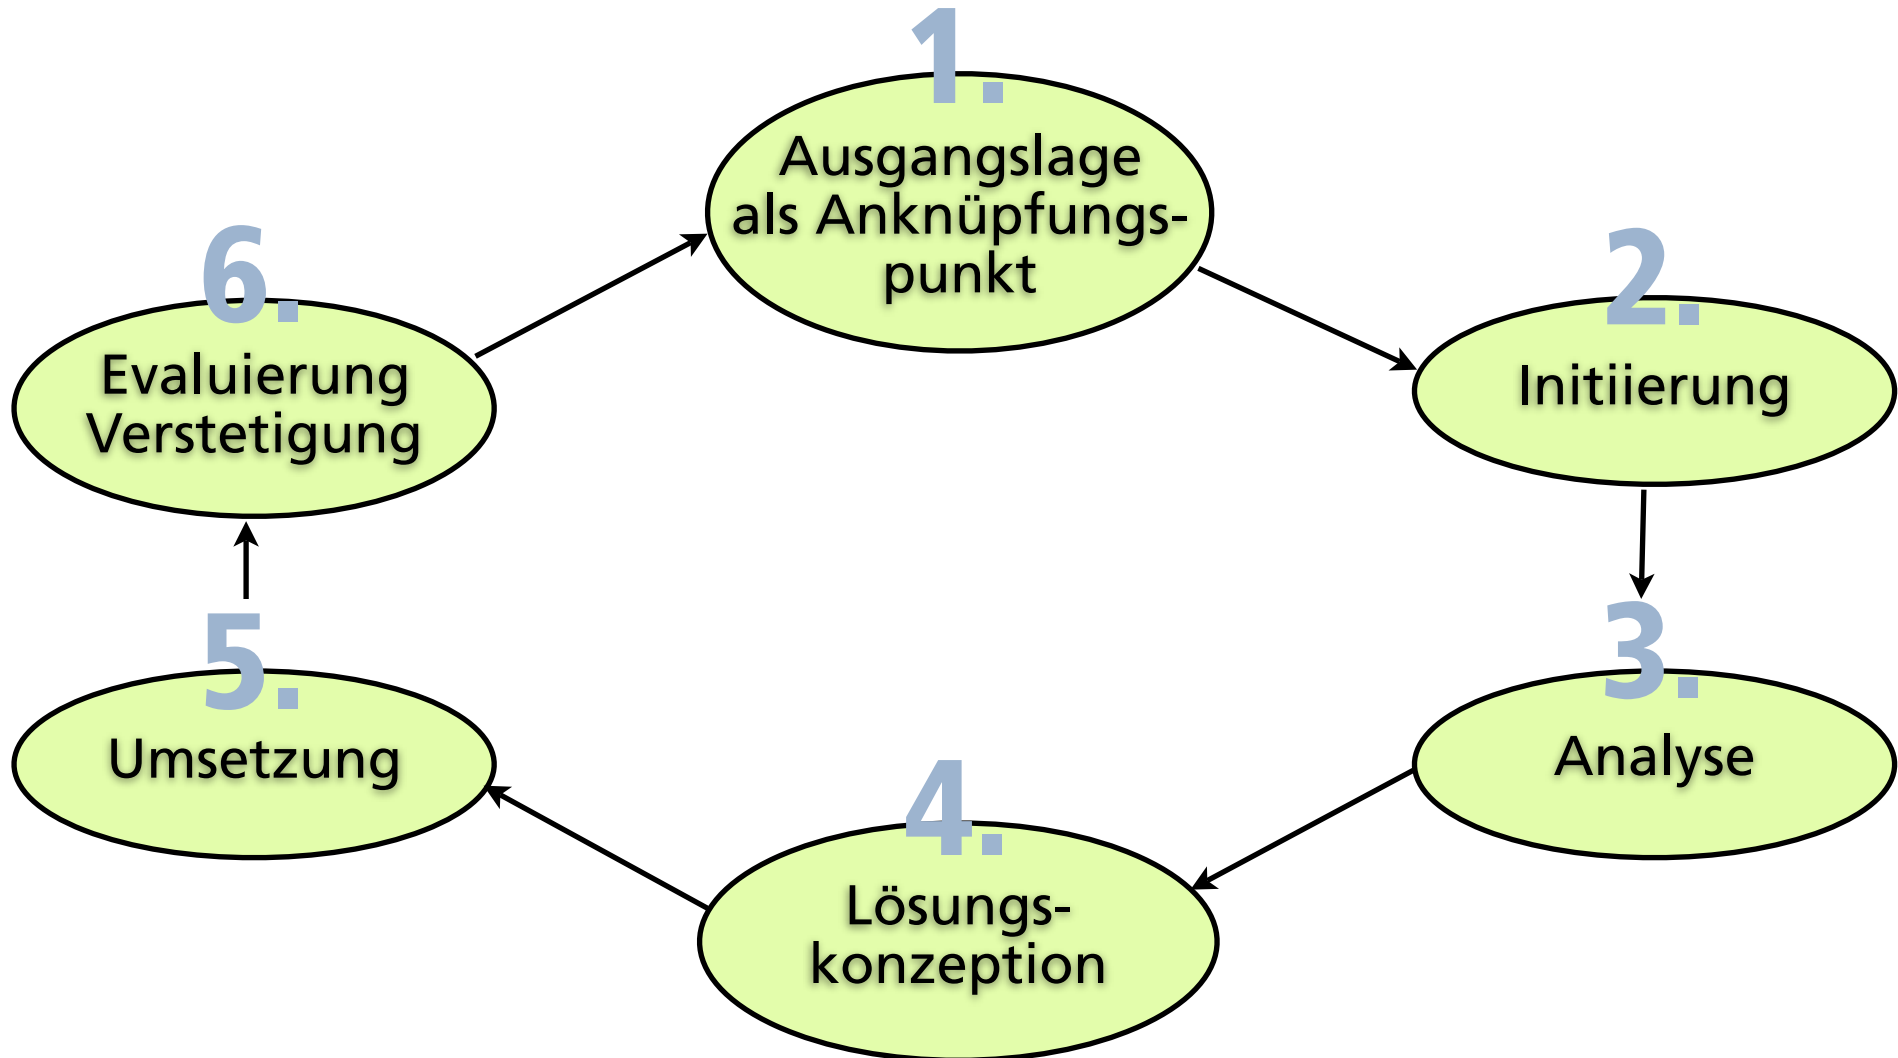 1.
Ausgangslage
als Anknüpfungs-
punkt
2.
Initiierung
3.
Analyse
4.
Lösungs-
konzeption
5.
Umsetzung
6.
Evaluierung
Verstetigung